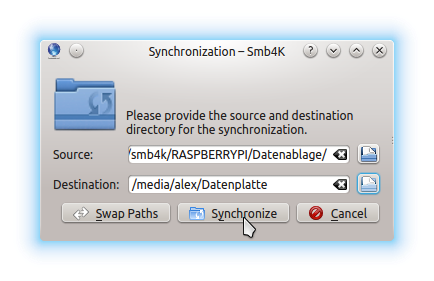 Synchronization – Smb4K
Please provide the source and destination
directory for the synchronization.
Source: /smb4k/RASPBERRYPI/Datenablage/
Destination: /media/alex/Datenplatte
Swap Paths Synchronize Cancel